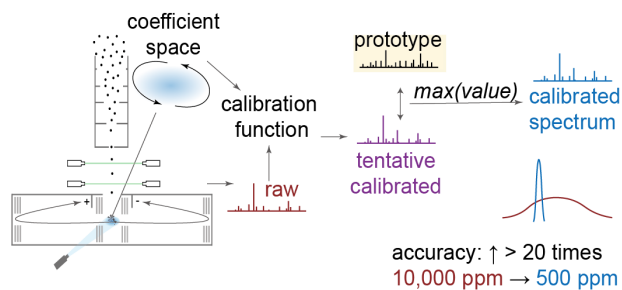 coefficient
space
prototype
calibration
function
max(value)
calibrated
spectrum
tentative
calibrated
raw
+
-
accuracy: ↑ > 20 times
10,000 ppm → 500 ppm